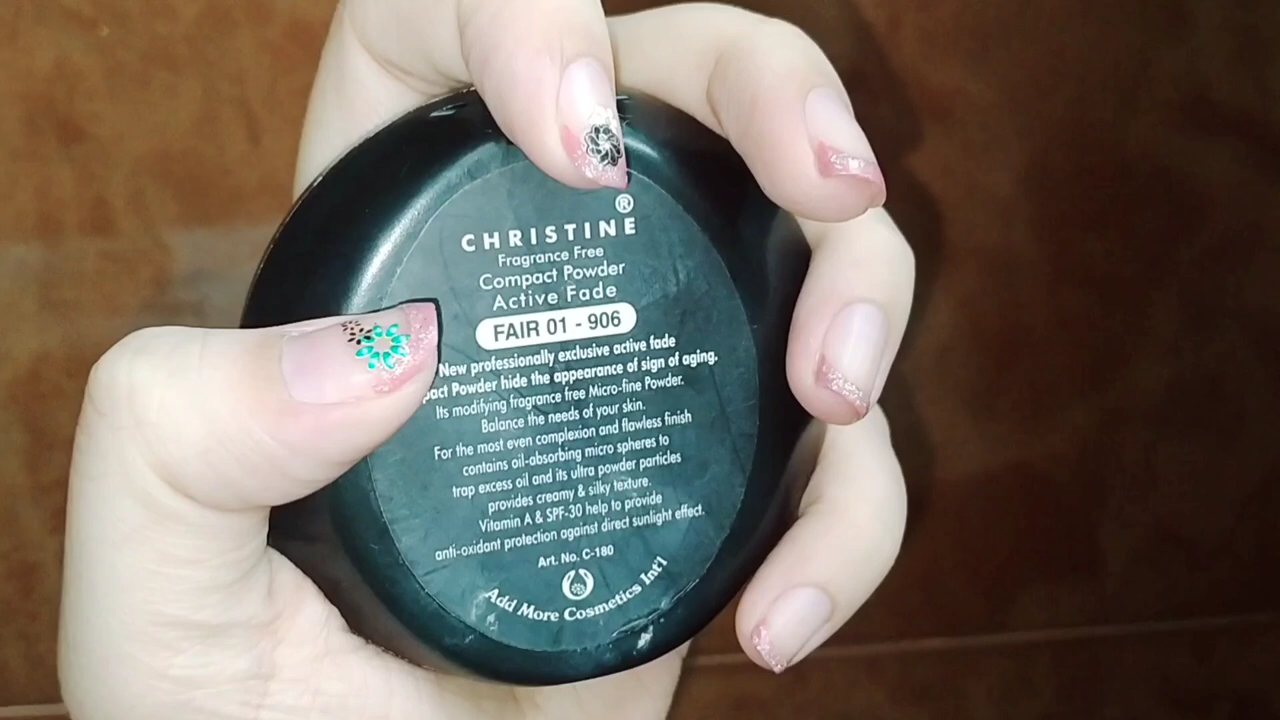 ®
CHRISTINE
Fragrance Free
Compact Powder
Active Fade
FAIR 01 - 906
New professionally exclusive active fade
pact Powder hide the appearance of sign of aging.
Its modifying fragrance free Micro-fine Powder.
Balance the needs of your skin.
For the most even complexion and flawless finish
contains oil-absorbing micro spheres to
trap excess oil and its ultra powder particles
provides creamy & silky texture.
Vitamin A & SPF-30 help to provide
anti-oxidant protection against direct sunlight effect.
Art. No. C-180
Add More Cosmetics Int'l